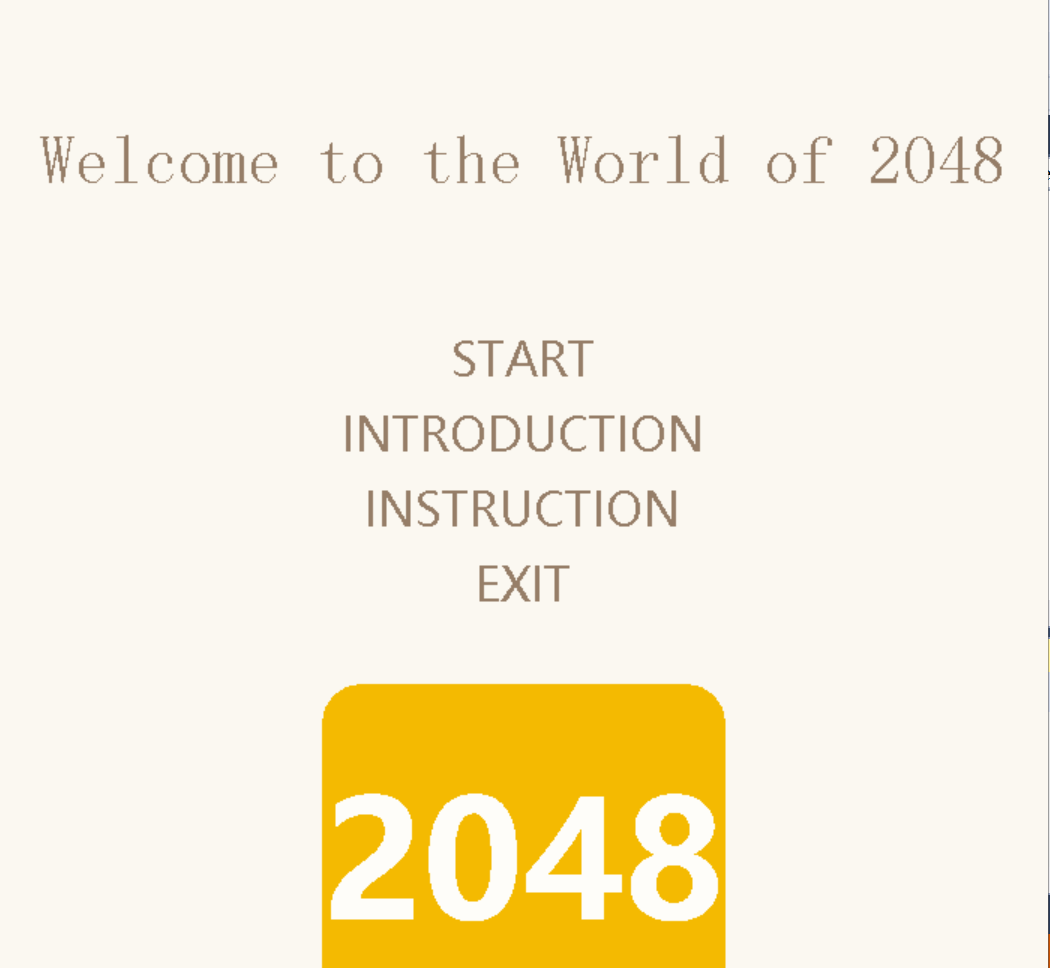 Welcome to the World of 2048
START
INTRODUCTION
INSTRUCTION
EXIT
2048